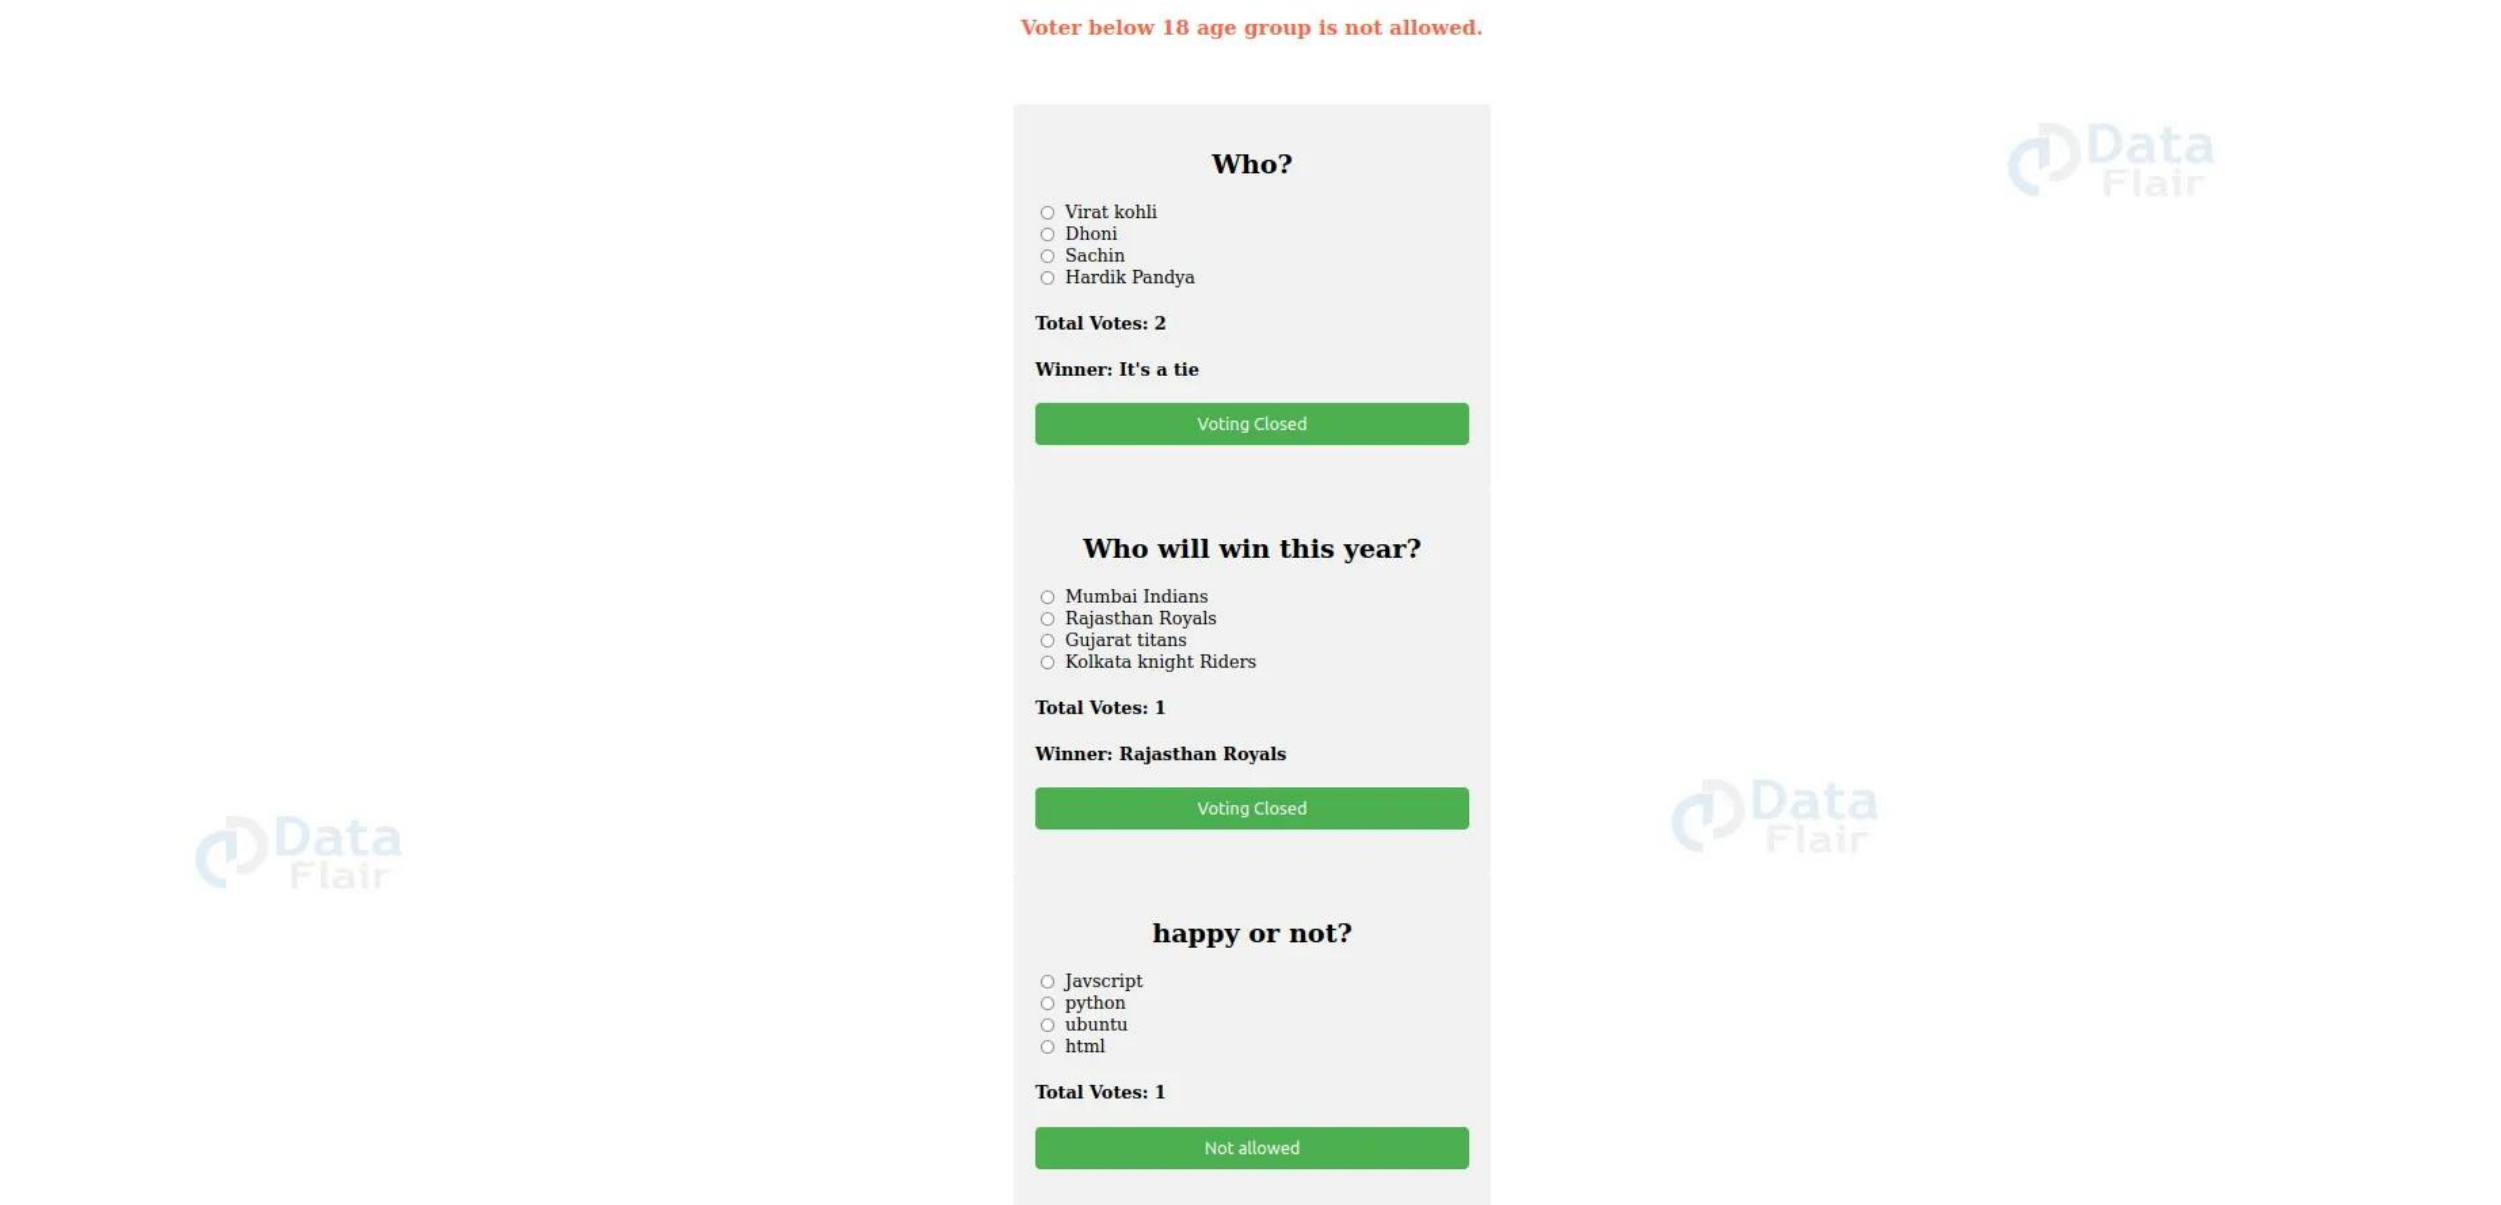 Voter below 18 age group is not allowed.
Data
Flair
Who?
Virat kohli
Dhoni
Sachin
Hardik Pandya
Total Votes: 2
Winner: It's a tie
Voting Closed
Who will win this year?
Mumbai Indians
Rajasthan Royals
Gujarat titans
Kolkata knight Riders
Total Votes: 1
Winner: Rajasthan Royals
Voting Closed
Data
Flair
Data
Flair
happy or not?
Javscript
python
ubuntu
html
Total Votes: 1
Not allowed